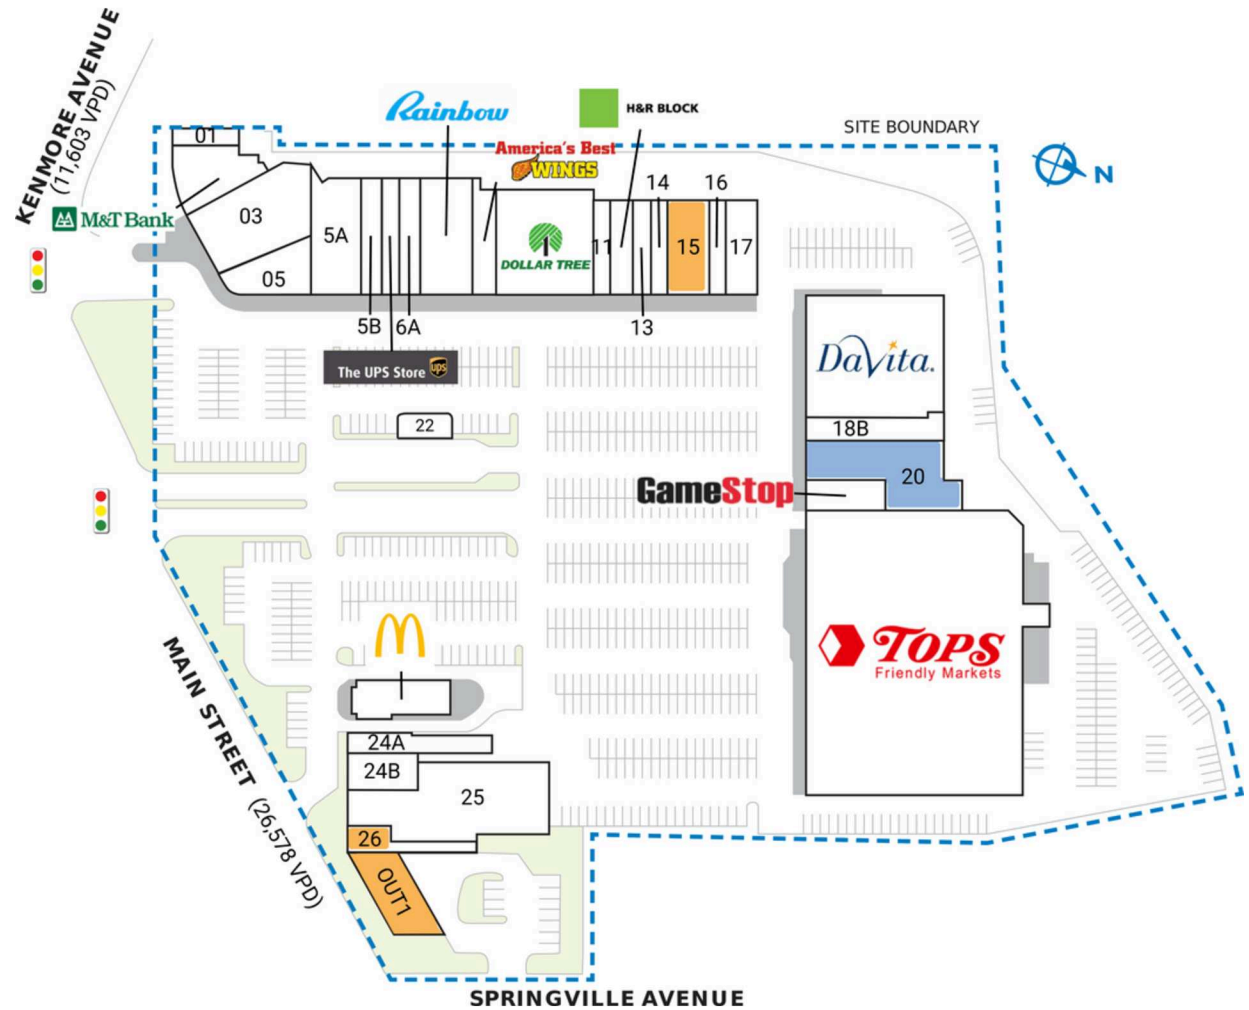 KENMORE AVENUE
(11,603 VPD)
Rainbow
H&R BLOCK
SITE BOUNDARY
N
01
America's Best
WINGS
14
16
M&T Bank
03
5A
11
15
17
DOLLAR TREE
05
5B
6A
13
The UPS Store
ups
DaVita.
22
18B
20
GameStop
TOPS
Friendly Markets
MAIN STREET (26,578 VPD)
24A
24B
25
26
OUT1
SPRINGVILLE AVENUE